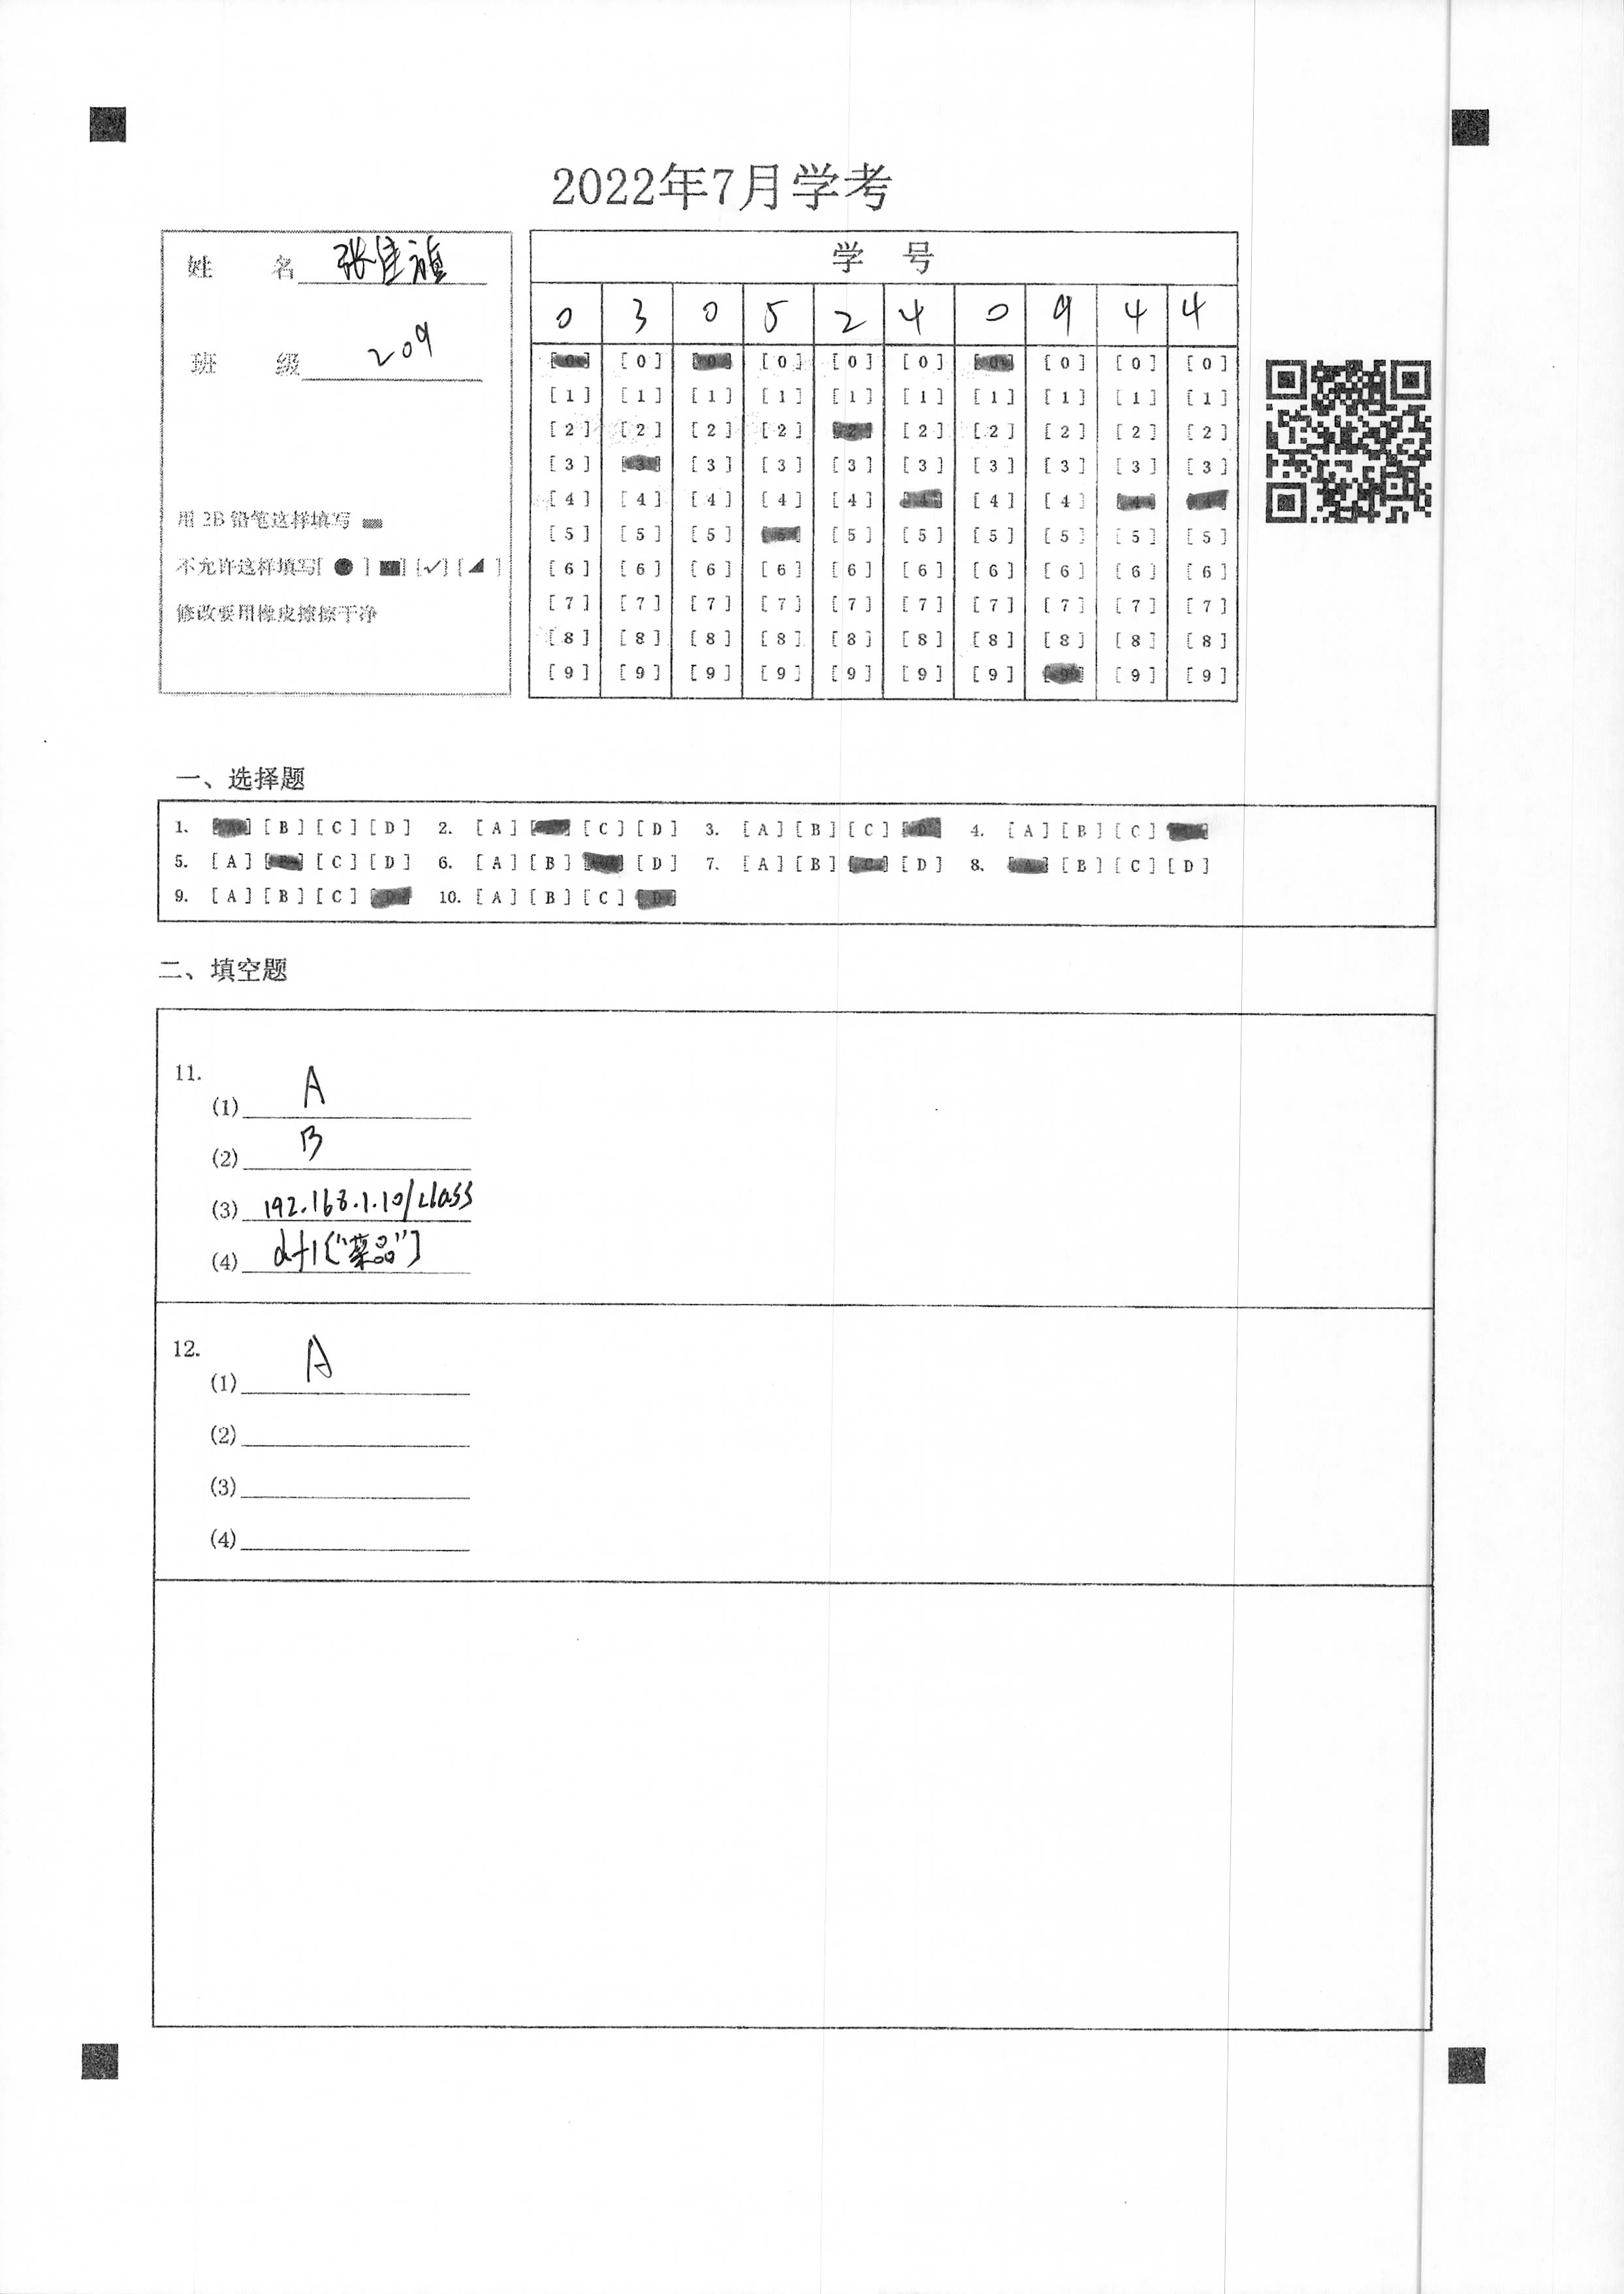 2022年7月学考
姓 名 张佳
班 级 209
用 2B 铅笔这样填写
不允许这样填写[ ● ] [■] [✓] [◢ ]
修改要用橡皮擦擦干净
学 号
0 3 0 5 2 4 0 9 4 4
[0] [0] [0] [0] [0] [0] [0] [0] [0] [0]
[1] [1] [1] [1] [1] [1] [1] [1] [1] [1]
[2] [2] [2] [2] [2] [2] [2] [2] [2] [2]
[3] [3] [3] [3] [3] [3] [3] [3] [3] [3]
[4] [4] [4] [4] [4] [4] [4] [4] [4] [4]
[5] [5] [5] [5] [5] [5] [5] [5] [5] [5]
[6] [6] [6] [6] [6] [6] [6] [6] [6] [6]
[7] [7] [7] [7] [7] [7] [7] [7] [7] [7]
[8] [8] [8] [8] [8] [8] [8] [8] [8] [8]
[9] [9] [9] [9] [9] [9] [9] [9] [9] [9]
一、选择题
1. [A] [B] [C] [D] 2. [A] [B] [C] [D] 3. [A] [B] [C] [D] 4. [A] [B] [C] [D]
5. [A] [B] [C] [D] 6. [A] [B] [C] [D] 7. [A] [B] [C] [D] 8. [A] [B] [C] [D]
9. [A] [B] [C] [D] 10. [A] [B] [C] [D]
二、填空题
11.
(1) A
(2) B
(3) 192.168.1.10/class
(4) df1["菜品"]
12.
(1) A
(2)
(3)
(4)